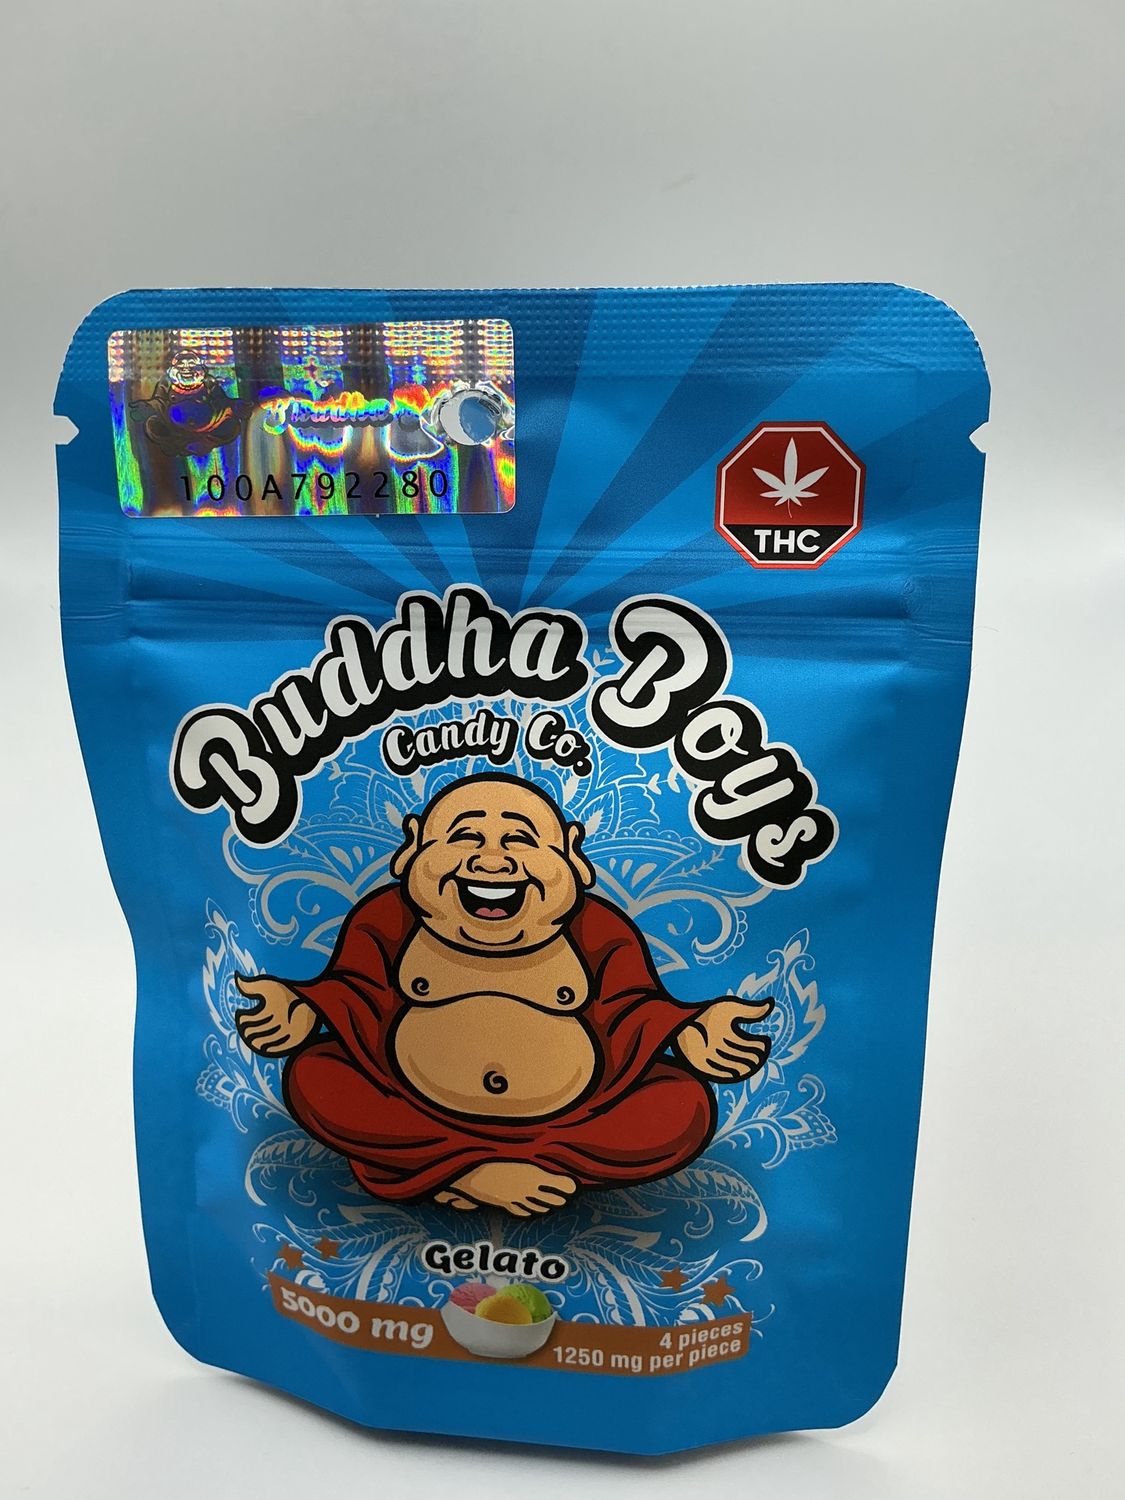 100A792280
THC
Buddha Boys
Candy Co.
Gelato
5000 mg
4 pieces
1250 mg per piece